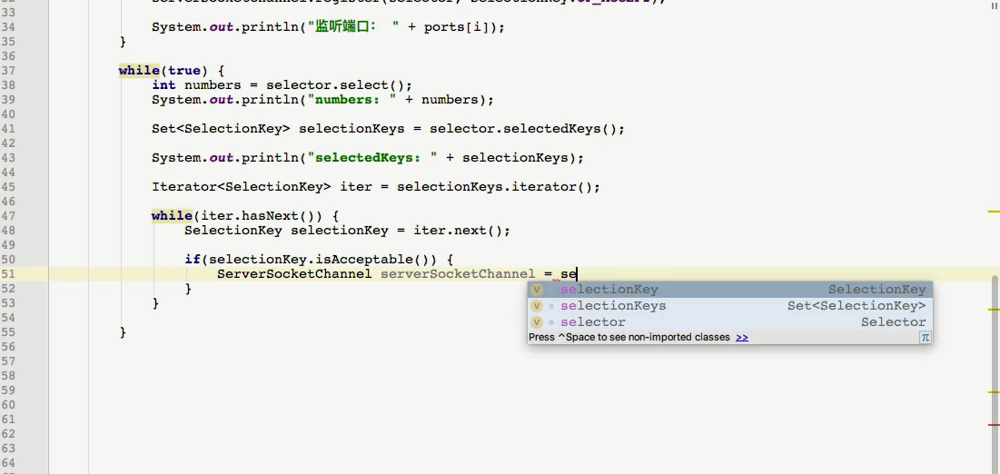 33
34 System.out.println("监听端口： " + ports[i]);
35 }
36
37 while(true) {
38 int numbers = selector.select();
39 System.out.println("numbers: " + numbers);
40
41 Set<SelectionKey> selectionKeys = selector.selectedKeys();
42
43 System.out.println("selectedKeys: " + selectionKeys);
44
45 Iterator<SelectionKey> iter = selectionKeys.iterator();
46
47 while(iter.hasNext()) {
48 SelectionKey selectionKey = iter.next();
49
50 if(selectionKey.isAcceptable()) {
51 ServerSocketChannel serverSocketChannel = se
52 }
v selectionKey SelectionKey
53 }
v selectionKeys Set<SelectionKey>
54
v selector Selector
55 }
Press ^Space to see non-imported classes >> π
56
57
58
59
60
61
62
63
64